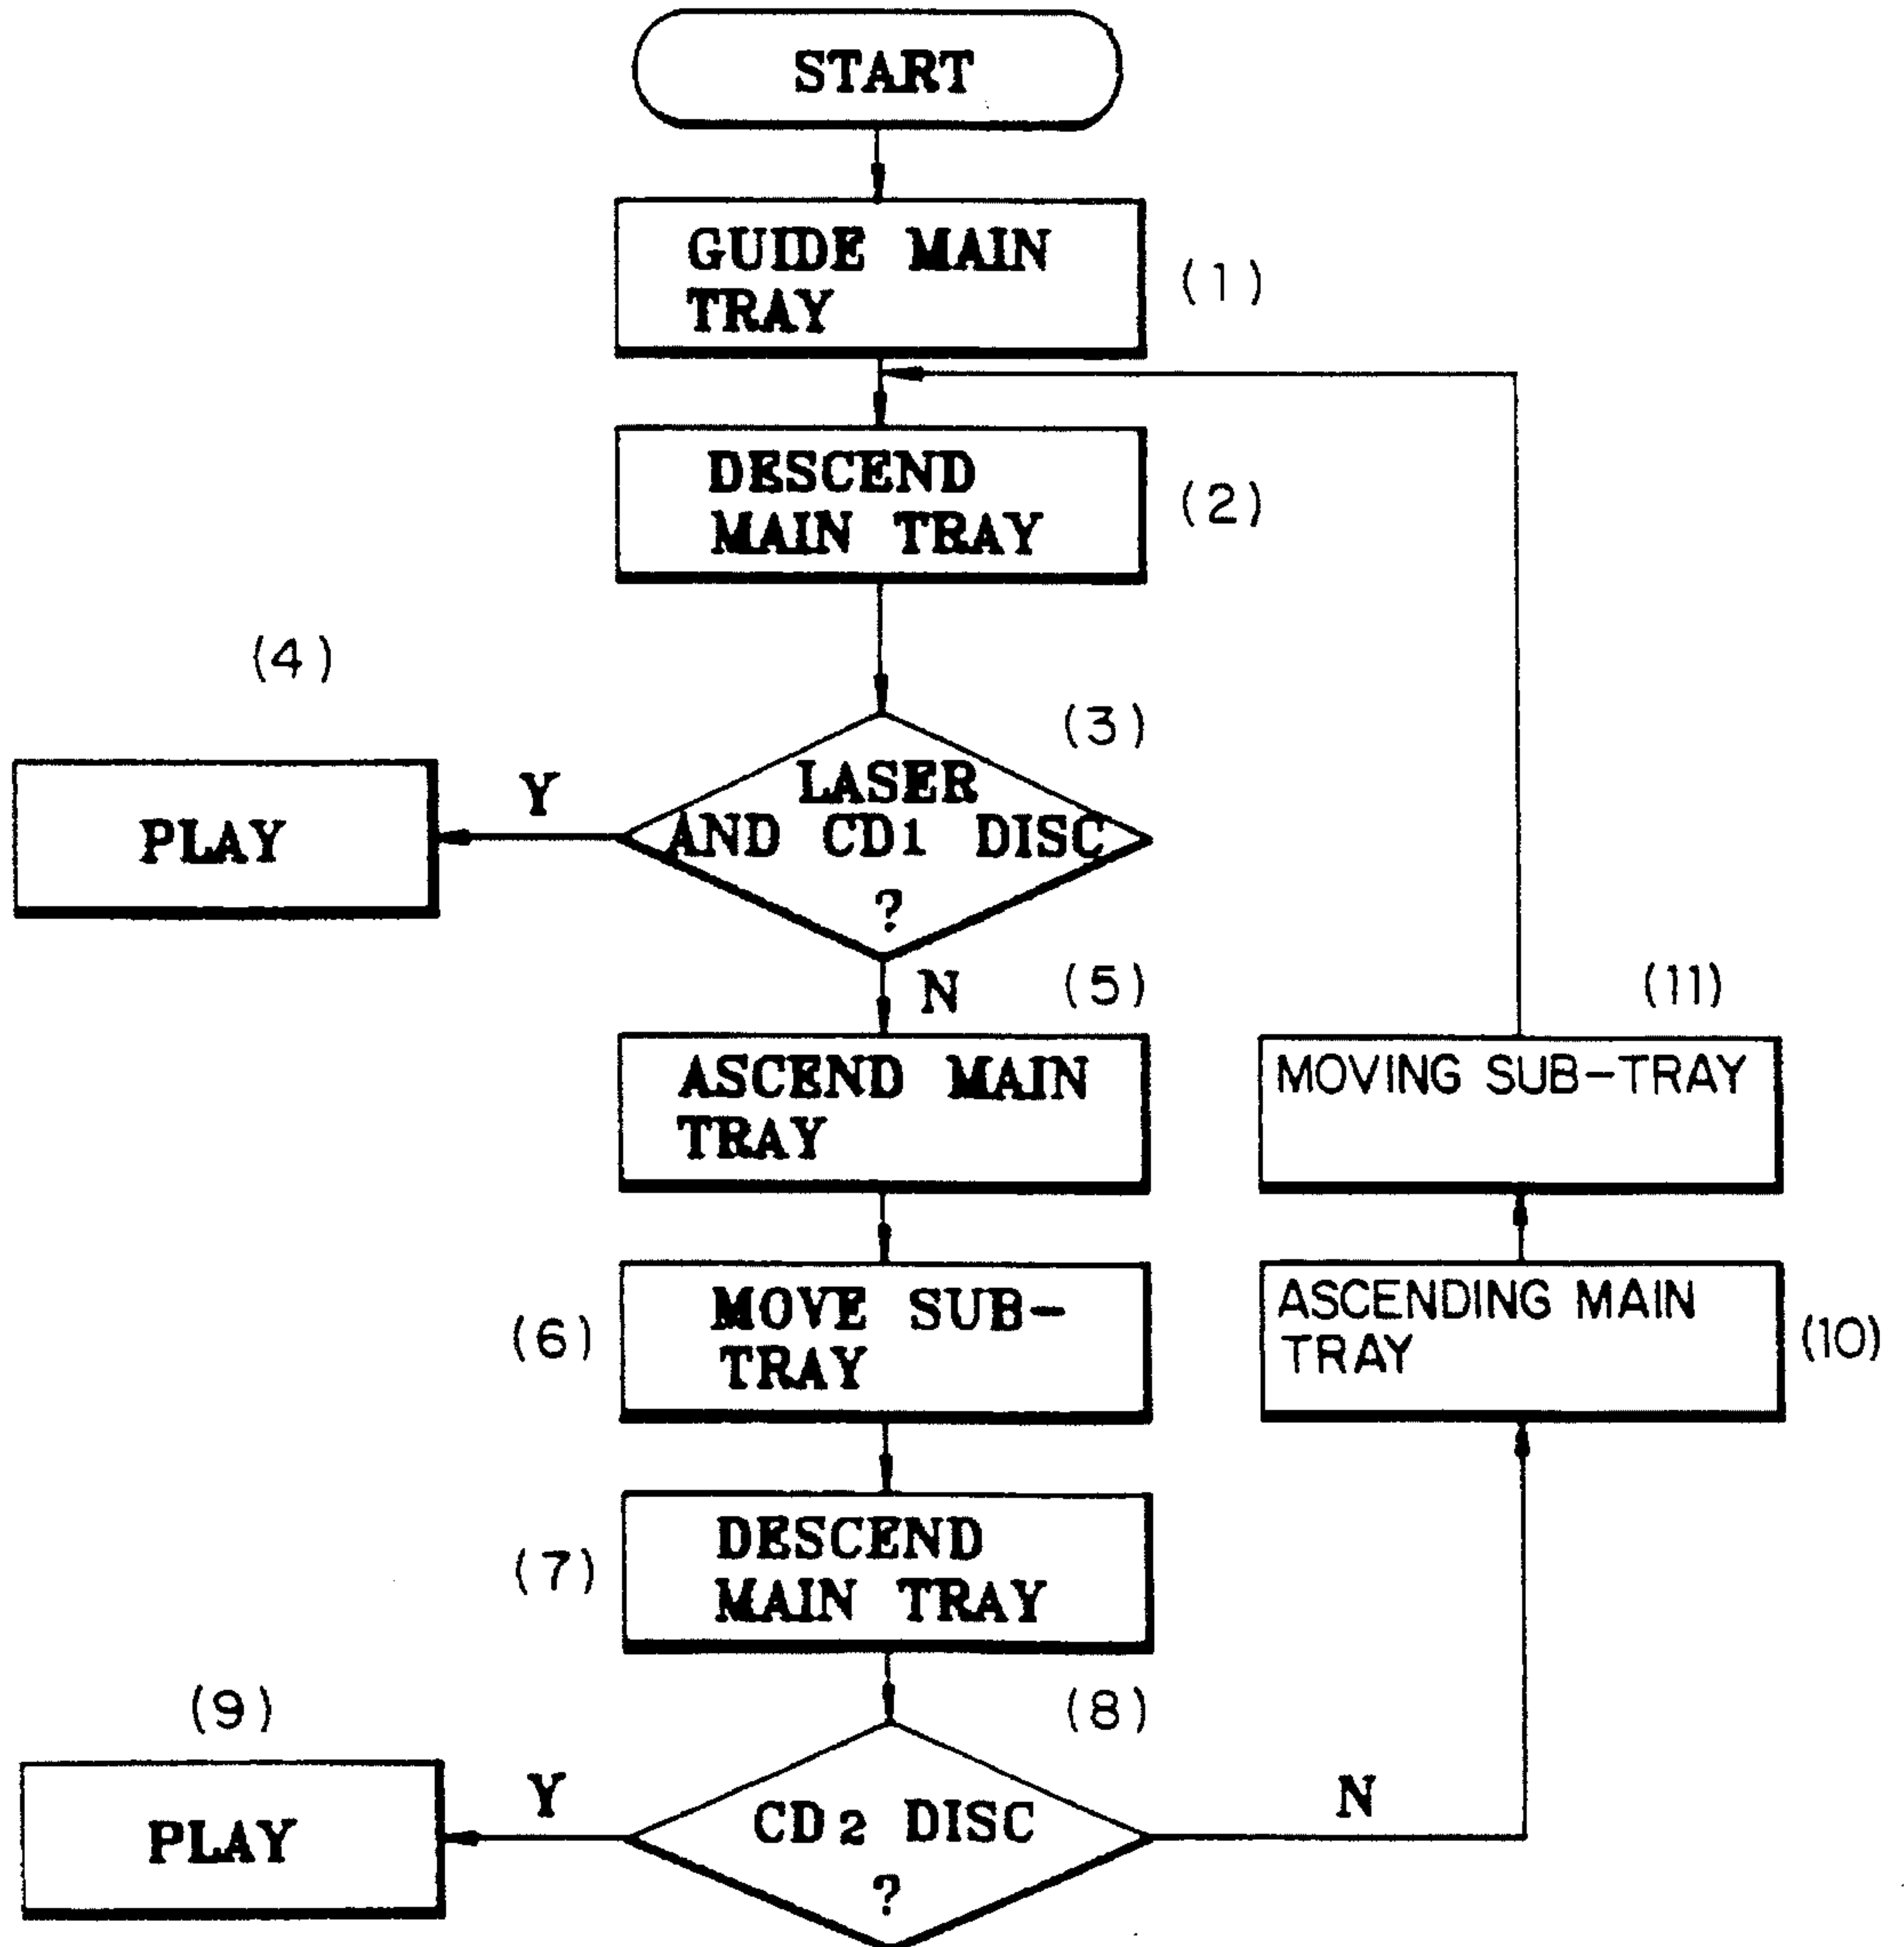 START
GUIDE MAIN
TRAY
(1)
DESCEND
MAIN TRAY
(2)
(4)
PLAY
Y
(3)
LASER
AND CD1 DISC
?
N
(5)
ASCEND MAIN
TRAY
(11)
MOVING SUB-TRAY
(6)
MOVE SUB-
TRAY
ASCENDING MAIN
TRAY
(10)
(7)
DESCEND
MAIN TRAY
(9)
PLAY
Y
(8)
CD2 DISC
?
N